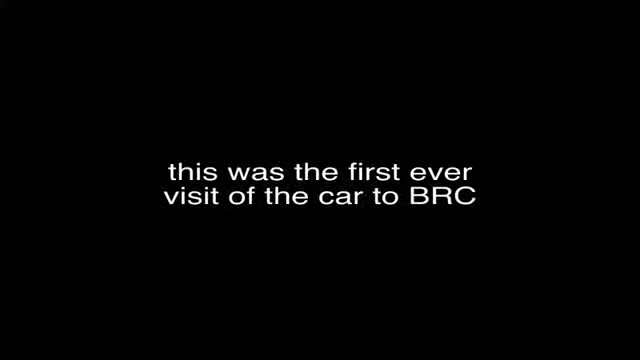 this was the first ever
visit of the car to BRC